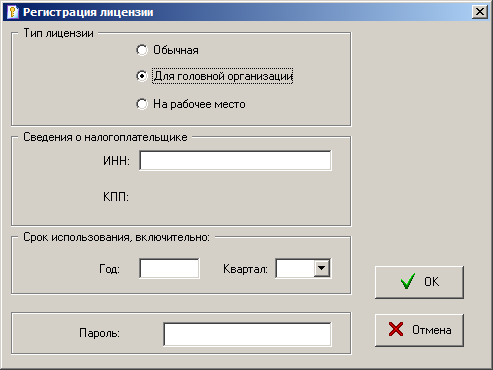 Регистрация лицензии
Тип лицензии
Обычная
Для головной организации
На рабочее место
Сведения о налогоплательщике
ИНН:
КПП:
Срок использования, включительно:
Год: Квартал:
OK
Пароль:
Отмена